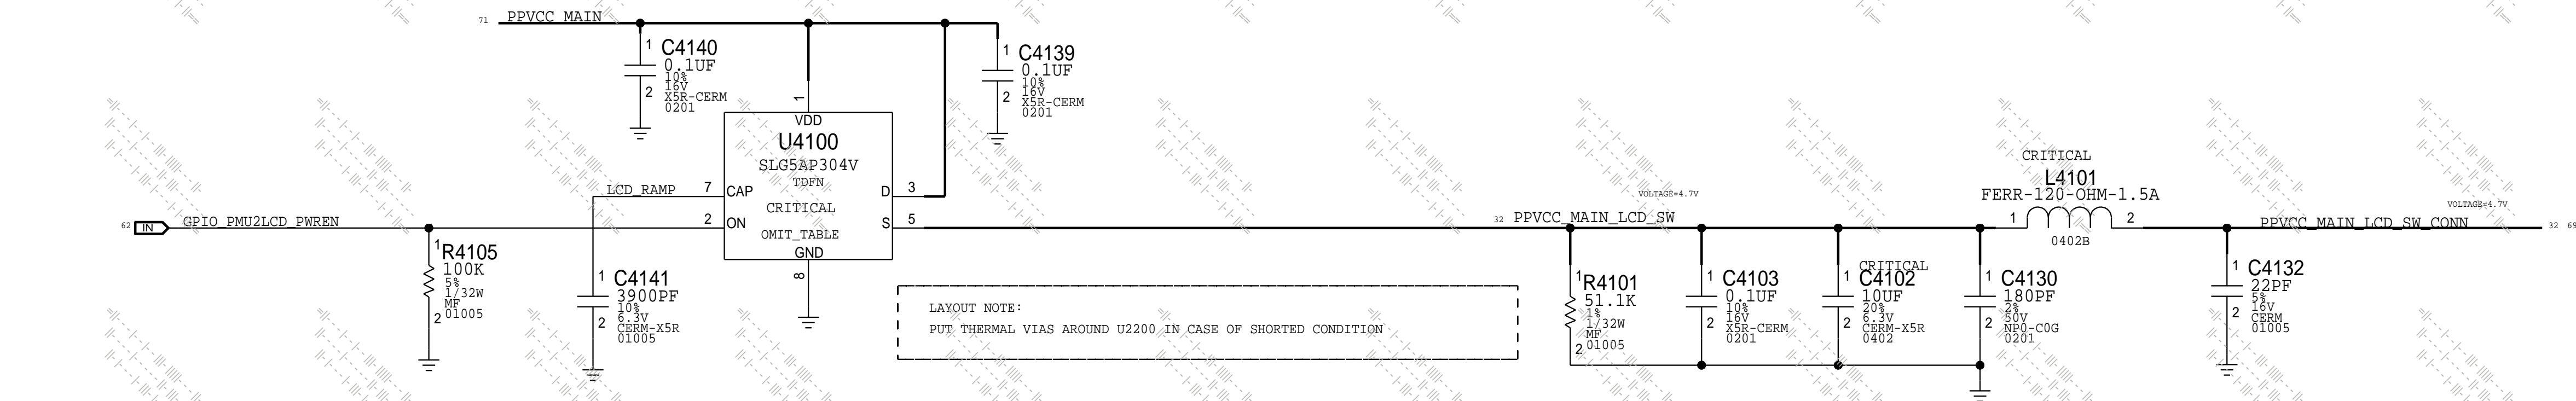 71 PPVCC_MAIN
1 C4140
0.1UF
10%
16V
2 X5R-CERM
0201
1 C4139
0.1UF
10%
16V
2 X5R-CERM
0201
1
VDD
U4100
SLG5AP304V
TDFN
CRITICAL
OMIT_TABLE
GND
8
LCD_RAMP 7 CAP
D 3
62 IN GPIO_PMU2LCD_PWREN 2 ON
S 5
1 R4105
100K
5%
1/32W
MF
2 01005
1 C4141
3900PF
10%
6.3V
2 CERM-X5R
01005
LAYOUT NOTE:
PUT THERMAL VIAS AROUND U2200 IN CASE OF SHORTED CONDITION
VOLTAGE=4.7V
32 PPVCC_MAIN_LCD_SW
1 R4101
51.1K
1%
1/32W
MF
2 01005
1 C4103
0.1UF
10%
16V
2 X5R-CERM
0201
CRITICAL
1 C4102
10UF
20%
6.3V
2 CERM-X5R
0402
1 C4130
180PF
2%
50V
2 NP0-C0G
0201
CRITICAL
L4101
FERR-120-OHM-1.5A
1 2
0402B
VOLTAGE=4.7V
PPVCC_MAIN_LCD_SW_CONN 32 69
1 C4132
22PF
5%
16V
2 CERM
01005